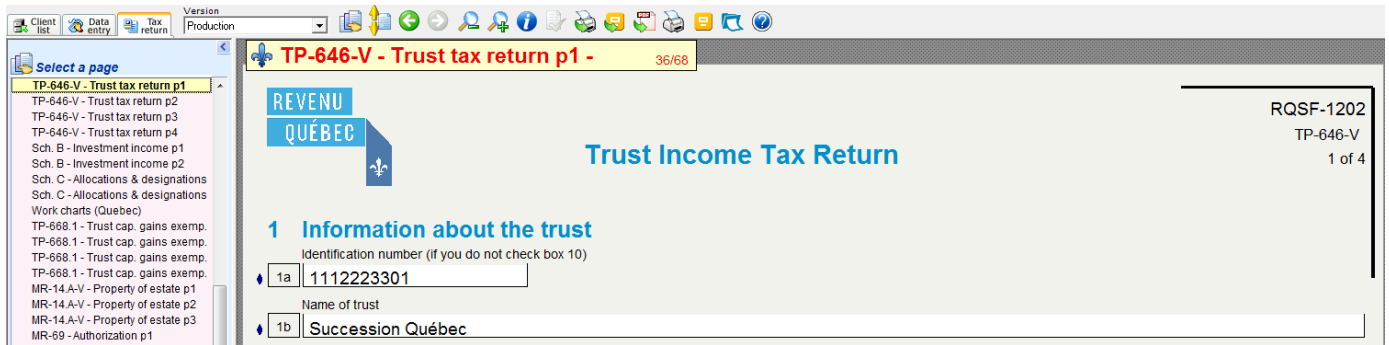 Client list
Data entry
Tax return
Version
Production
Select a page
TP-646-V - Trust tax return p1
TP-646-V - Trust tax return p2
TP-646-V - Trust tax return p3
TP-646-V - Trust tax return p4
Sch. B - Investment income p1
Sch. B - Investment income p2
Sch. C - Allocations & designations
Sch. C - Allocations & designations
Work charts (Quebec)
TP-668.1 - Trust cap. gains exemp.
TP-668.1 - Trust cap. gains exemp.
TP-668.1 - Trust cap. gains exemp.
TP-668.1 - Trust cap. gains exemp.
MR-14.A-V - Property of estate p1
MR-14.A-V - Property of estate p2
MR-14.A-V - Property of estate p3
MR-69 - Authorization p1
TP-646-V - Trust tax return p1 -
36/68
REVENU
QUÉBEC
RQSF-1202
TP-646-V
1 of 4
Trust Income Tax Return
1 Information about the trust
Identification number (if you do not check box 10)
1a 1112223301
Name of trust
1b Succession Québec